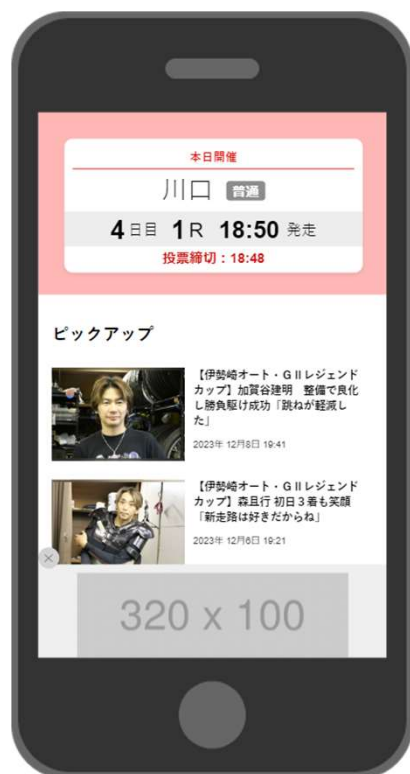 本日開催
川口 普通
4日目 1R 18:50 発走
投票締切：18:48
ピックアップ
【伊勢崎オート・GⅡレジェンド
カップ】加賀谷建明　整備で良化
し勝負駆け成功「跳ねが軽減し
た」
2023年 12月8日 19:41
【伊勢崎オート・GⅡレジェンド
カップ】森且行 初日３着も笑顔
「新走路は好きだからね」
2023年 12月6日 19:21
320 x 100